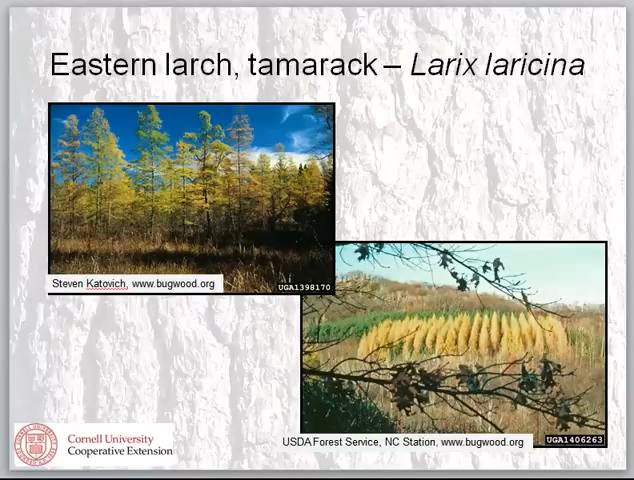 Eastern larch, tamarack – Larix laricina
Steven Katovich, www.bugwood.org
UGA1398170
USDA Forest Service, NC Station, www.bugwood.org
UGA1406263
Cornell University
Cooperative Extension